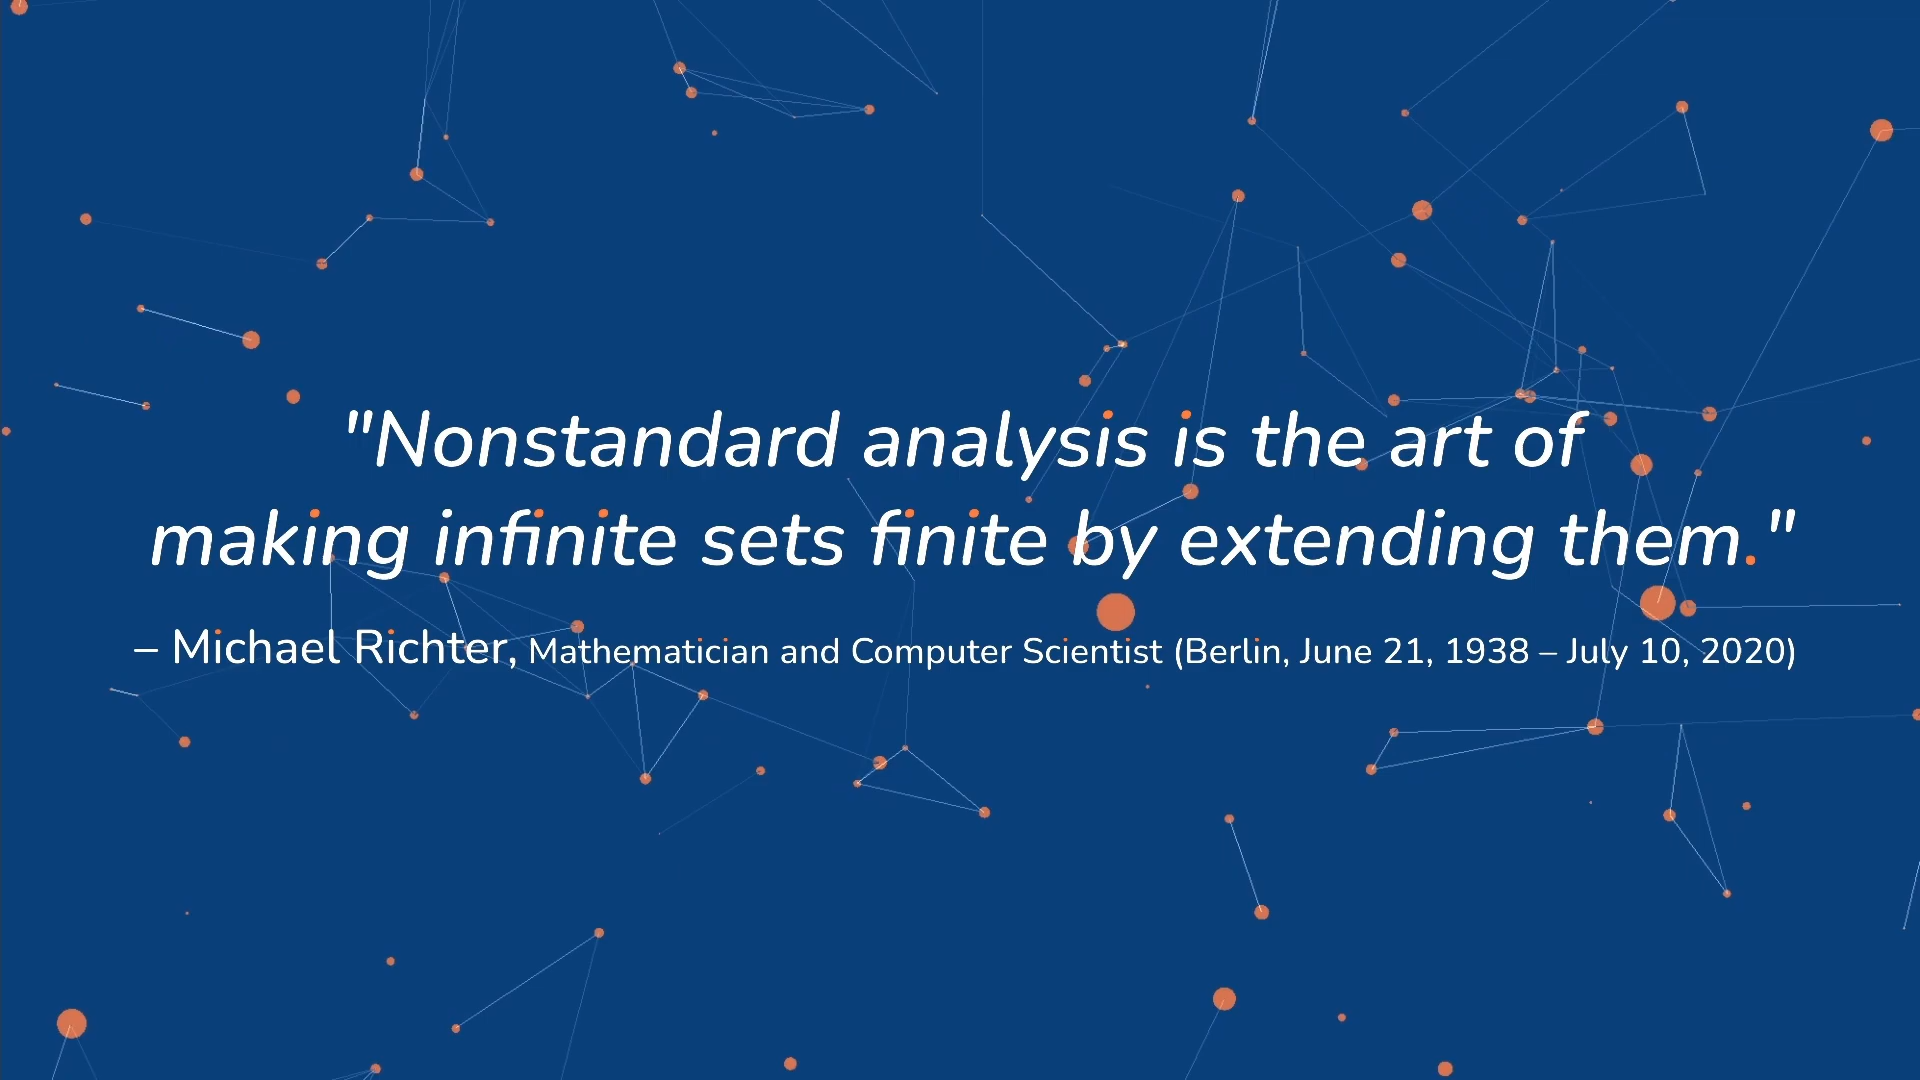 "Nonstandard analysis is the art of
making infinite sets finite by extending them."
– Michael Richter, Mathematician and Computer Scientist (Berlin, June 21, 1938 – July 10, 2020)